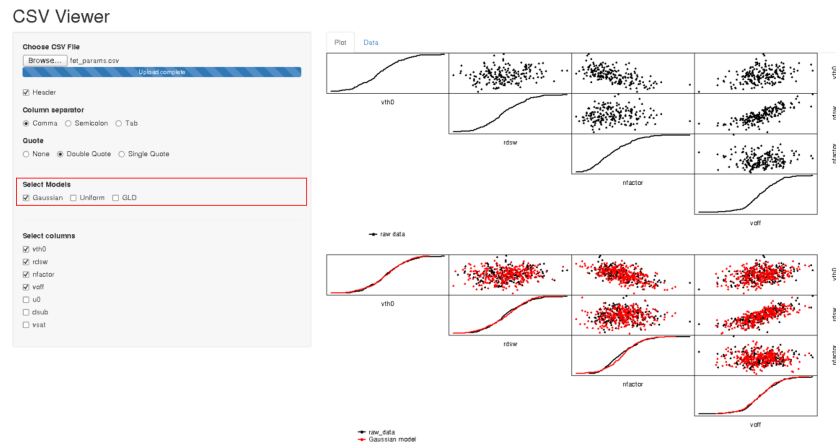 CSV Viewer
Choose CSV File
Browse... fet_params.csv
Upload complete
Header
Column separator
Comma Semicolon Tab
Quote
None Double Quote Single Quote
Select Models
Gaussian Uniform GLD
Select columns
vth0
rdsw
nfactor
voff
u0
dsub
vsat
Plot Data
vth0
vth0
rdsw
rdsw
nfactor
nfactor
voff
raw data
vth0
vth0
rdsw
rdsw
nfactor
nfactor
voff
raw_data
Gaussian model